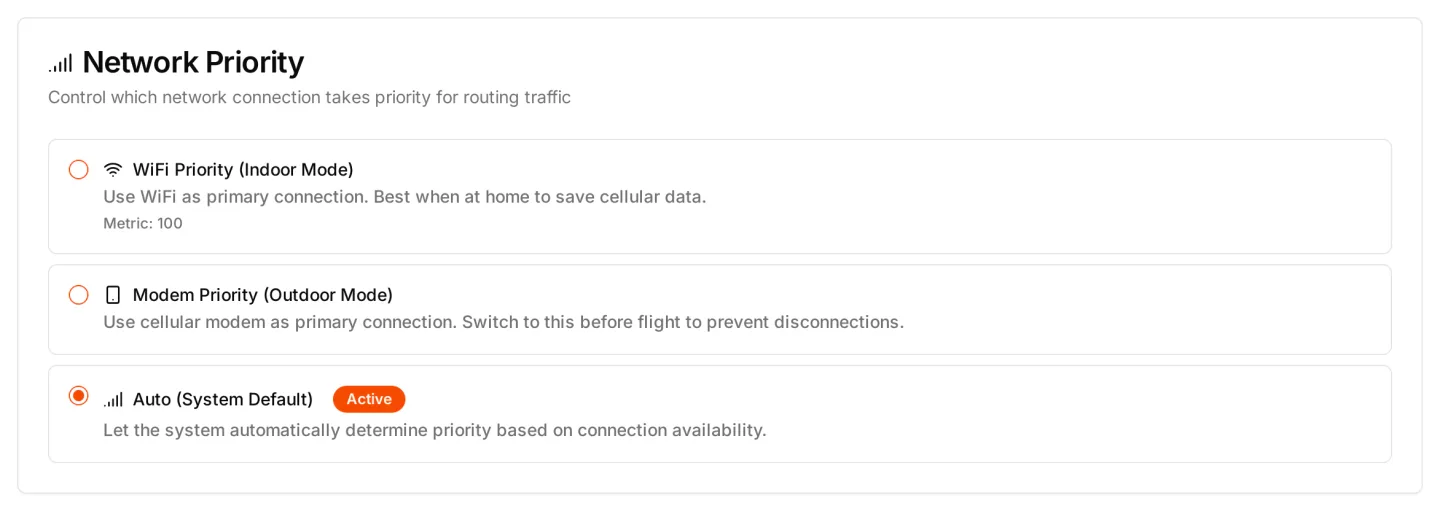 Network Priority
Control which network connection takes priority for routing traffic
WiFi Priority (Indoor Mode)
Use WiFi as primary connection. Best when at home to save cellular data.
Metric: 100
Modem Priority (Outdoor Mode)
Use cellular modem as primary connection. Switch to this before flight to prevent disconnections.
Auto (System Default) Active
Let the system automatically determine priority based on connection availability.